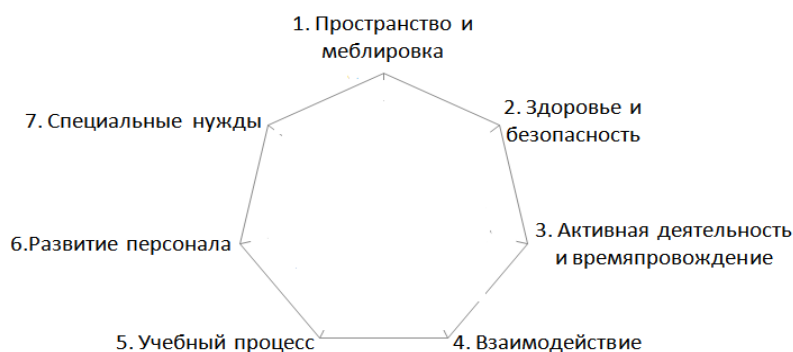 1. Пространство и
меблировка
2. Здоровье и
безопасность
3. Активная деятельность
и времяпровождение
4. Взаимодействие
5. Учебный процесс
6.Развитие персонала
7. Специальные нужды